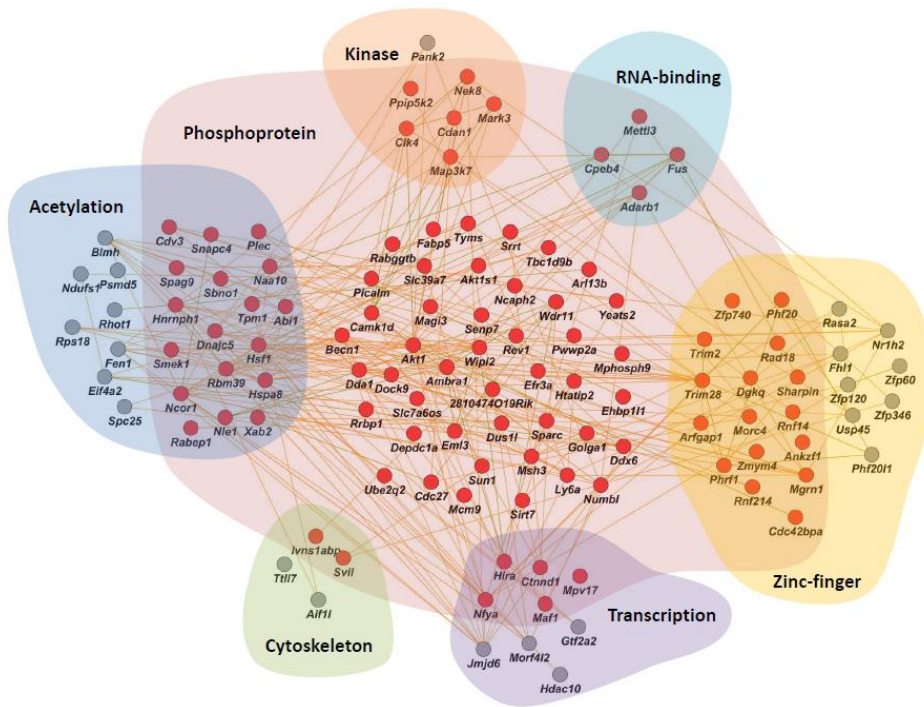 Kinase
Pank2
RNA-binding
Nek8
Ppip5k2
Mark3
Cdan1
Clk4
Map3k7
Mettl3
Cpeb4
Fus
Adarb1
Phosphoprotein
Acetylation
Blmh
Cdv3
Snapc4
Plec
Ndufs1
Psmd5
Spag9
Sbno1
Naa10
Rhot1
Hnrnph1
Tpm1
Abi1
Rps18
Fen1
Dnajc5
Smek1
Hsf1
Eif4a2
Rbm39
Hspa8
Spc25
Ncor1
Rabep1
Nle1
Xab2
Tyms
Fabp5
Srrt
Rabggtb
Tbc1d9b
Slc39a7
Akt1s1
Arl13b
Picalm
Ncaph2
Yeats2
Camk1d
Magi3
Senp7
Wdr11
Becn1
Akt1
Wipi2
Rev1
Pwwp2a
Mphosph9
Dda1
Dock9
Ambra1
Efr3a
Htatip2
Slc7a6os
2810474O19Rik
Ehbp1l1
Rrbp1
Depdc1a
Eml3
Dus1l
Sparc
Golga1
Ddx6
Ube2q2
Cdc27
Sun1
Msh3
Mcm9
Sirt7
Ly6a
Numbl
Zfp740
Phf20
Rasa2
Nr1h2
Trim2
Rad18
Fhl1
Zfp60
Trim28
Dgkq
Sharpin
Zfp120
Zfp346
Arfgap1
Morc4
Rnf14
Usp45
Ankzf1
Phf20l1
Phrf1
Zmym4
Mgrn1
Rnf214
Cdc42bpa
Zinc-finger
Ivns1abp
Ttll7
Svil
Aif1l
Cytoskeleton
Hira
Ctnnd1
Mpv17
Nfya
Maf1
Transcription
Gtf2a2
Jmjd6
Morf4l2
Hdac10